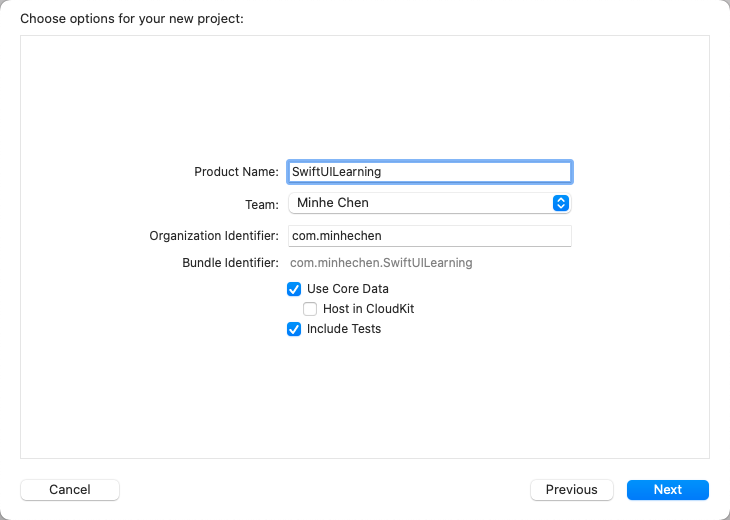 Choose options for your new project:
Product Name: SwiftUILearning
Team: Minhe Chen
Organization Identifier: com.minhechen
Bundle Identifier: com.minhechen.SwiftUILearning
Use Core Data
Host in CloudKit
Include Tests
Cancel Previous Next